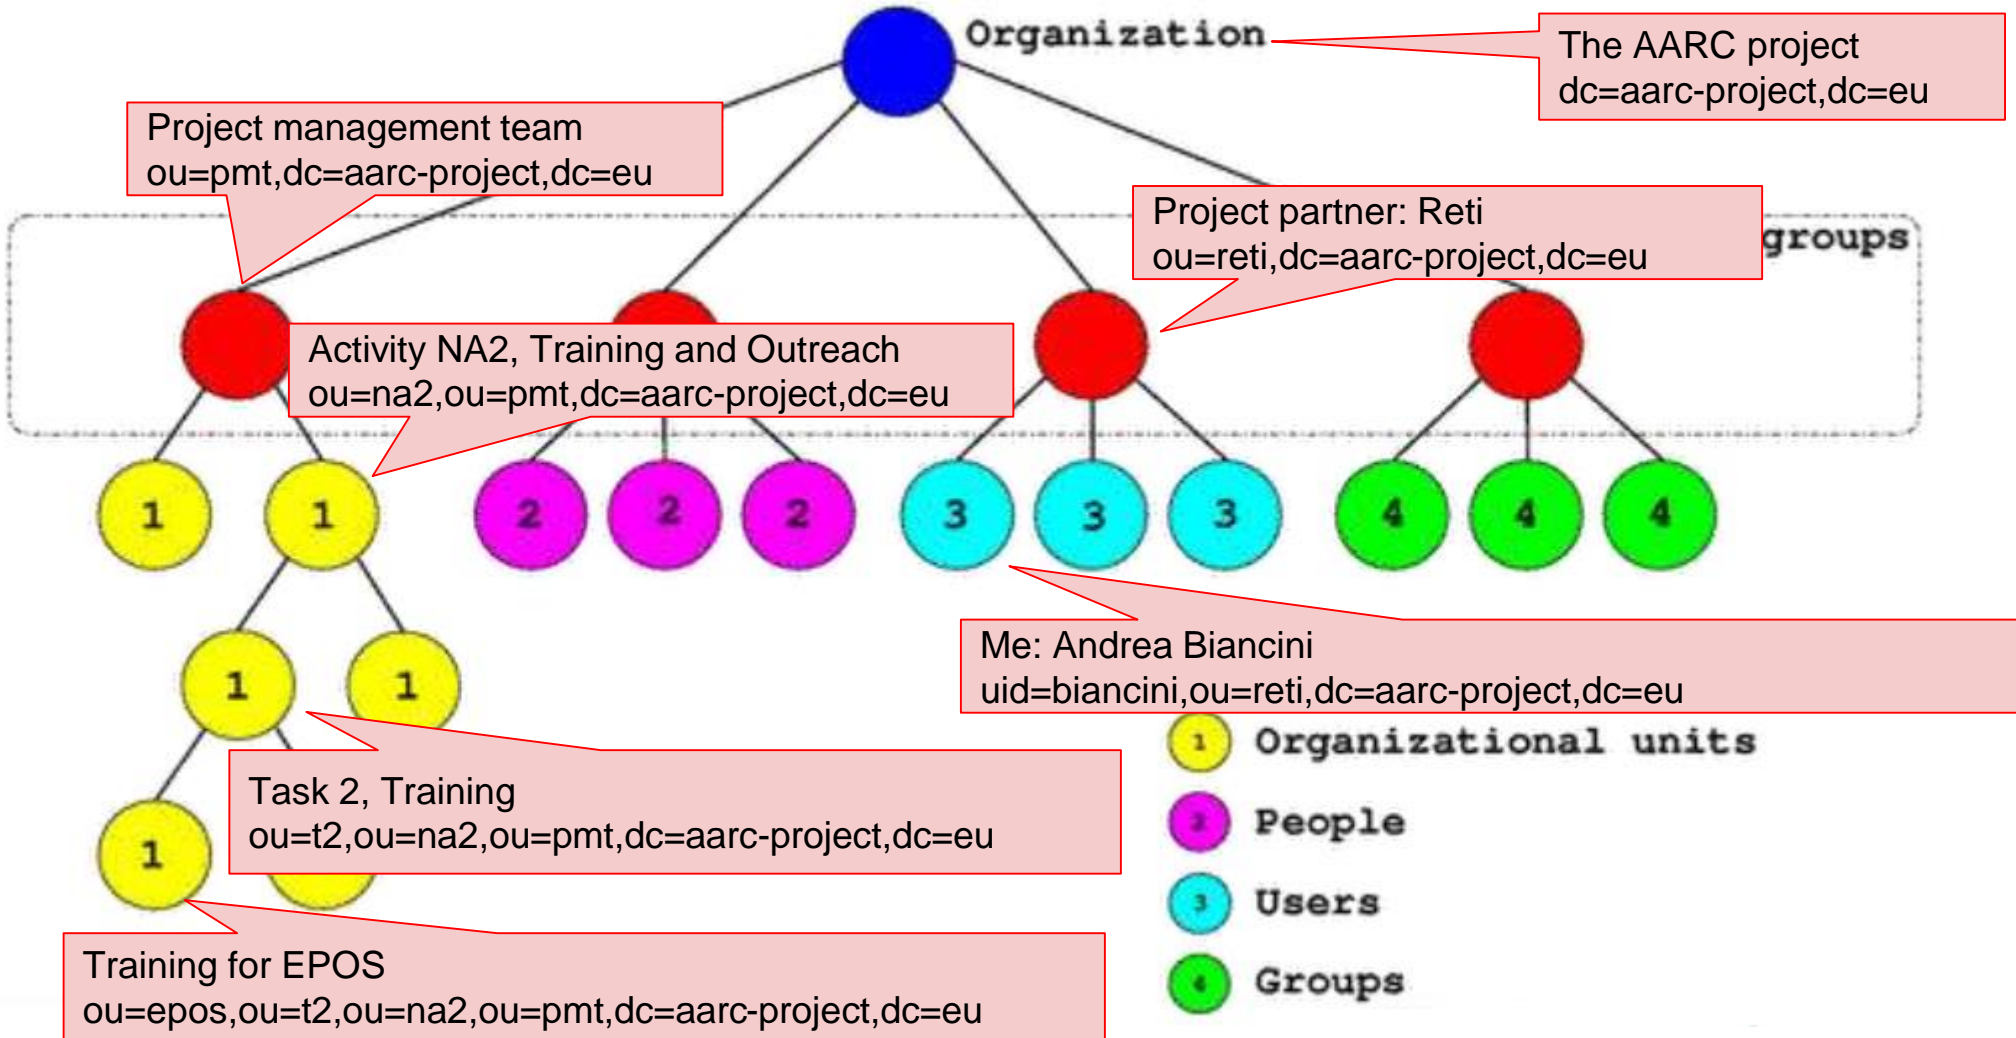 Organization
The AARC project
dc=aarc-project,dc=eu
Project management team
ou=pmt,dc=aarc-project,dc=eu
Project partner: Reti
ou=reti,dc=aarc-project,dc=eu
groups
Activity NA2, Training and Outreach
ou=na2,ou=pmt,dc=aarc-project,dc=eu
1 1 2 2 2 3 3 3 4 4 4
Me: Andrea Biancini
uid=biancini,ou=reti,dc=aarc-project,dc=eu
1 1
Task 2, Training
ou=t2,ou=na2,ou=pmt,dc=aarc-project,dc=eu
1
Training for EPOS
ou=epos,ou=t2,ou=na2,ou=pmt,dc=aarc-project,dc=eu
1 Organizational units
2 People
3 Users
4 Groups